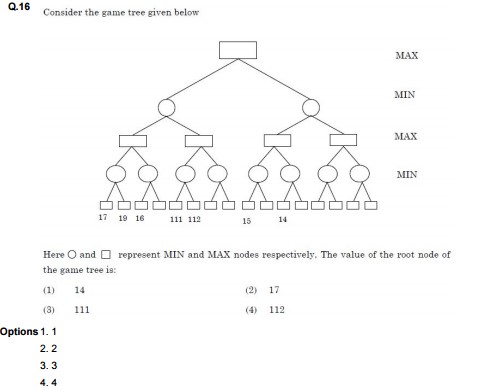 Q.16 Consider the game tree given below
MAX
MIN
MAX
MIN
17 19 16 111 112 15 14
Here ○ and □ represent MIN and MAX nodes respectively. The value of the root node of
the game tree is:
(1) 14 (2) 17
(3) 111 (4) 112
Options 1. 1
2. 2
3. 3
4. 4